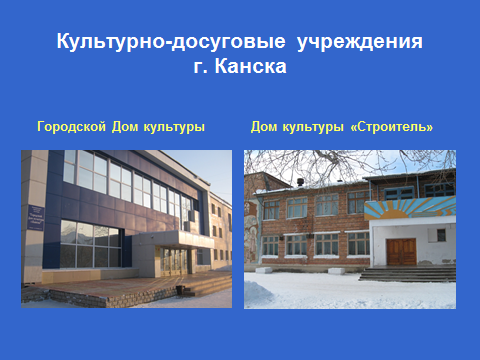 Культурно-досуговые учреждения
г. Канска
Городской Дом культуры
Дом культуры «Строитель»